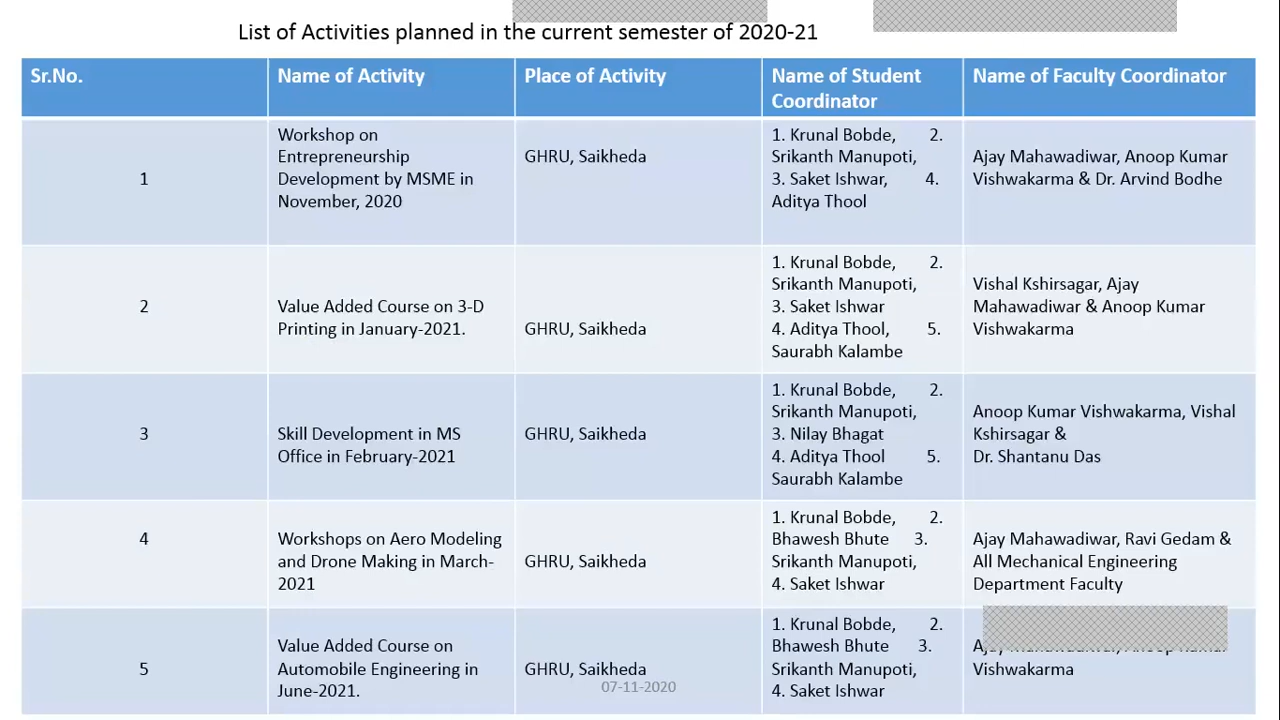 List of Activities planned in the current semester of 2020-21
Sr.No.
Name of Activity
Place of Activity
Name of Student
Coordinator
Name of Faculty Coordinator
1
Workshop on
Entrepreneurship
Development by MSME in
November, 2020
GHRU, Saikheda
1. Krunal Bobde, 2.
Srikanth Manupoti,
3. Saket Ishwar, 4.
Aditya Thool
Ajay Mahawadiwar, Anoop Kumar
Vishwakarma & Dr. Arvind Bodhe
2
Value Added Course on 3-D
Printing in January-2021.
GHRU, Saikheda
1. Krunal Bobde, 2.
Srikanth Manupoti,
3. Saket Ishwar
4. Aditya Thool, 5.
Saurabh Kalambe
Vishal Kshirsagar, Ajay
Mahawadiwar & Anoop Kumar
Vishwakarma
3
Skill Development in MS
Office in February-2021
GHRU, Saikheda
1. Krunal Bobde, 2.
Srikanth Manupoti,
3. Nilay Bhagat
4. Aditya Thool 5.
Saurabh Kalambe
Anoop Kumar Vishwakarma, Vishal
Kshirsagar &
Dr. Shantanu Das
4
Workshops on Aero Modeling
and Drone Making in March-
2021
GHRU, Saikheda
1. Krunal Bobde, 2.
Bhawesh Bhute 3.
Srikanth Manupoti,
4. Saket Ishwar
Ajay Mahawadiwar, Ravi Gedam &
All Mechanical Engineering
Department Faculty
5
Value Added Course on
Automobile Engineering in
June-2021.
GHRU, Saikheda
1. Krunal Bobde, 2.
Bhawesh Bhute 3.
Srikanth Manupoti,
4. Saket Ishwar
Vishwakarma
07-11-2020